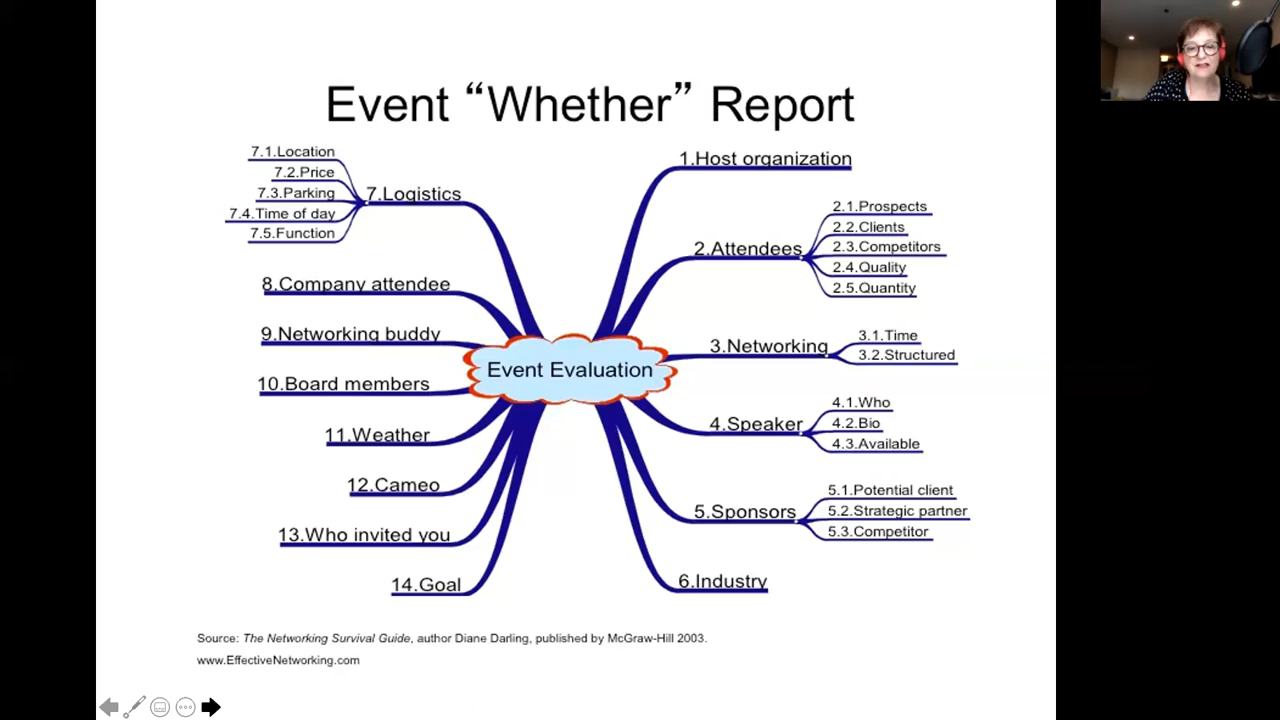 Event “Whether” Report
1.Host organization
2.Attendees
2.1.Prospects
2.2.Clients
2.3.Competitors
2.4.Quality
2.5.Quantity
3.Networking
3.1.Time
3.2.Structured
4.Speaker
4.1.Who
4.2.Bio
4.3.Available
5.Sponsors
5.1.Potential client
5.2.Strategic partner
5.3.Competitor
6.Industry
7.Logistics
7.1.Location
7.2.Price
7.3.Parking
7.4.Time of day
7.5.Function
8.Company attendee
9.Networking buddy
10.Board members
11.Weather
12.Cameo
13.Who invited you
14.Goal
Event Evaluation
Source: The Networking Survival Guide, author Diane Darling, published by McGraw-Hill 2003.
www.EffectiveNetworking.com